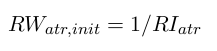 RW_{atr,init} = 1/RI_{atr}